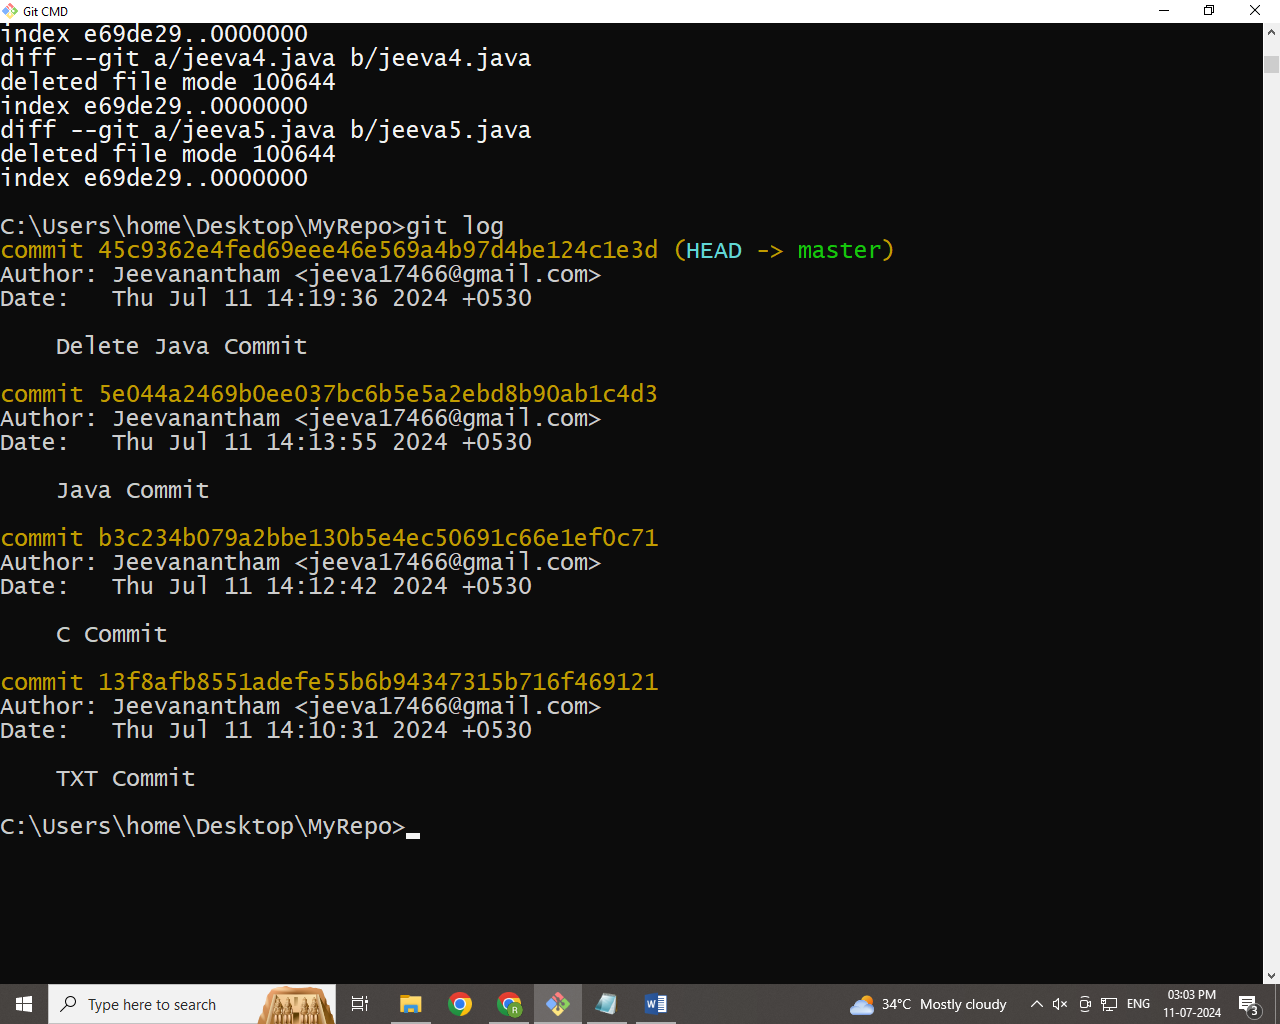 Git CMD
index e69de29..0000000
diff --git a/jeeva4.java b/jeeva4.java
deleted file mode 100644
index e69de29..0000000
diff --git a/jeeva5.java b/jeeva5.java
deleted file mode 100644
index e69de29..0000000
C:\Users\home\Desktop\MyRepo>git log
commit 45c9362e4fed69eee46e569a4b97d4be124c1e3d (HEAD -> master)
Author: Jeevanantham <jeeva17466@gmail.com>
Date:   Thu Jul 11 14:19:36 2024 +0530
    Delete Java Commit
commit 5e044a2469b0ee037bc6b5e5a2ebd8b90ab1c4d3
Author: Jeevanantham <jeeva17466@gmail.com>
Date:   Thu Jul 11 14:13:55 2024 +0530
    Java Commit
commit b3c234b079a2bbe130b5e4ec50691c66e1ef0c71
Author: Jeevanantham <jeeva17466@gmail.com>
Date:   Thu Jul 11 14:12:42 2024 +0530
    C Commit
commit 13f8afb8551adefe55b6b94347315b716f469121
Author: Jeevanantham <jeeva17466@gmail.com>
Date:   Thu Jul 11 14:10:31 2024 +0530
    TXT Commit
C:\Users\home\Desktop\MyRepo>
Type here to search
R
W
34°C Mostly cloudy
ENG
03:03 PM
11-07-2024
3